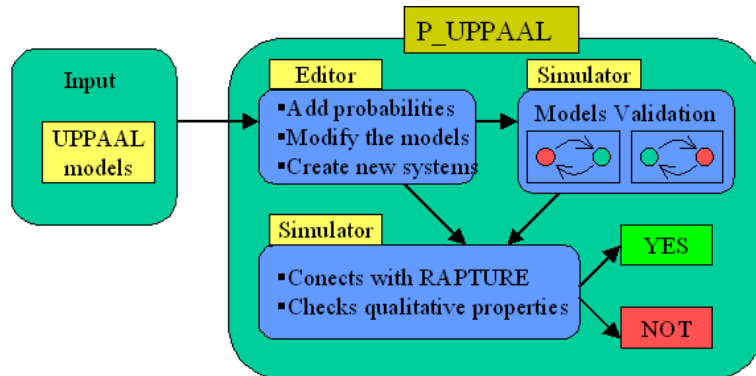 P_UPPAAL
Input
UPPAAL
models
Editor
▪Add probabilities
▪Modify the models
▪Create new systems
Simulator
Models Validation
Simulator
▪Conects with RAPTURE
▪Checks qualitative properties
YES
NOT